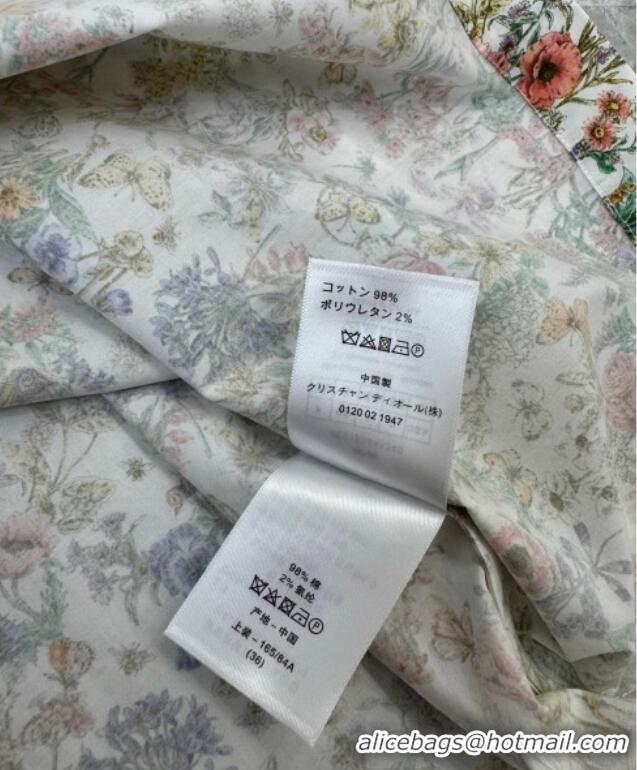 コットン 98%
ポリウレタン 2%
中国製
クリスチャン ディオール(株)
0120 02 1947
98% 棉
2% 氨纶
产地 - 中国
上装 - 165/84A
(36)
alicebags@hotmail.com